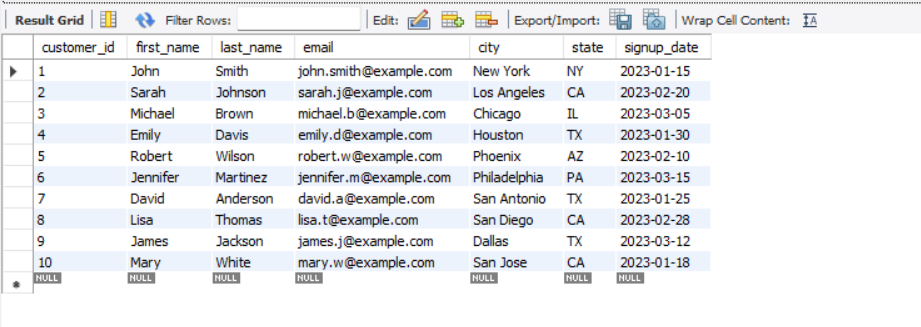 Result Grid Filter Rows: Edit: Export/Import: Wrap Cell Content: IA
customer_id first_name last_name email city state signup_date
1 John Smith john.smith@example.com New York NY 2023-01-15
2 Sarah Johnson sarah.j@example.com Los Angeles CA 2023-02-20
3 Michael Brown michael.b@example.com Chicago IL 2023-03-05
4 Emily Davis emily.d@example.com Houston TX 2023-01-30
5 Robert Wilson robert.w@example.com Phoenix AZ 2023-02-10
6 Jennifer Martinez jennifer.m@example.com Philadelphia PA 2023-03-15
7 David Anderson david.a@example.com San Antonio TX 2023-01-25
8 Lisa Thomas lisa.t@example.com San Diego CA 2023-02-28
9 James Jackson james.j@example.com Dallas TX 2023-03-12
10 Mary White mary.w@example.com San Jose CA 2023-01-18
NULL NULL NULL NULL NULL NULL NULL